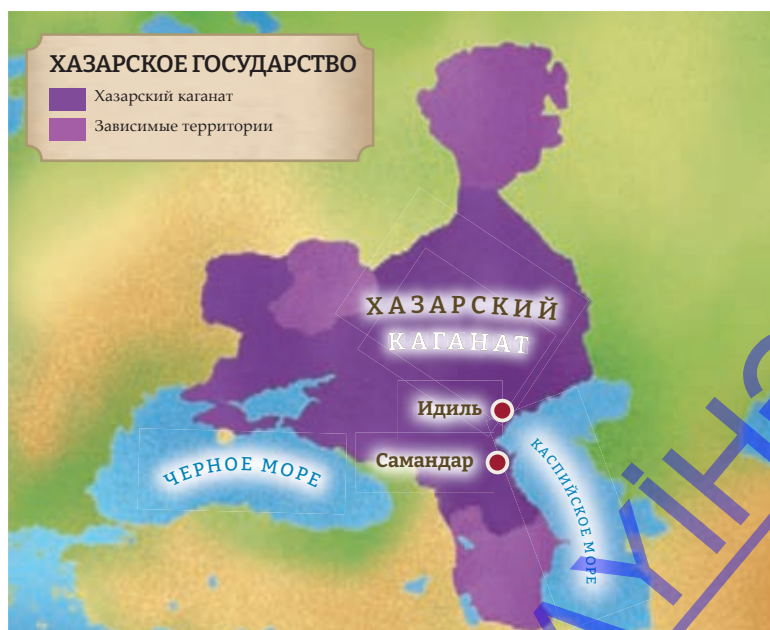 ХАЗАРСКОЕ ГОСУДАРСТВО
Хазарский каганат
Зависимые территории
ХАЗАРСКИЙ
КАГАНАТ
Идиль
Самандар
ЧЕРНОЕ МОРЕ
КАСПИЙСКОЕ МОРЕ